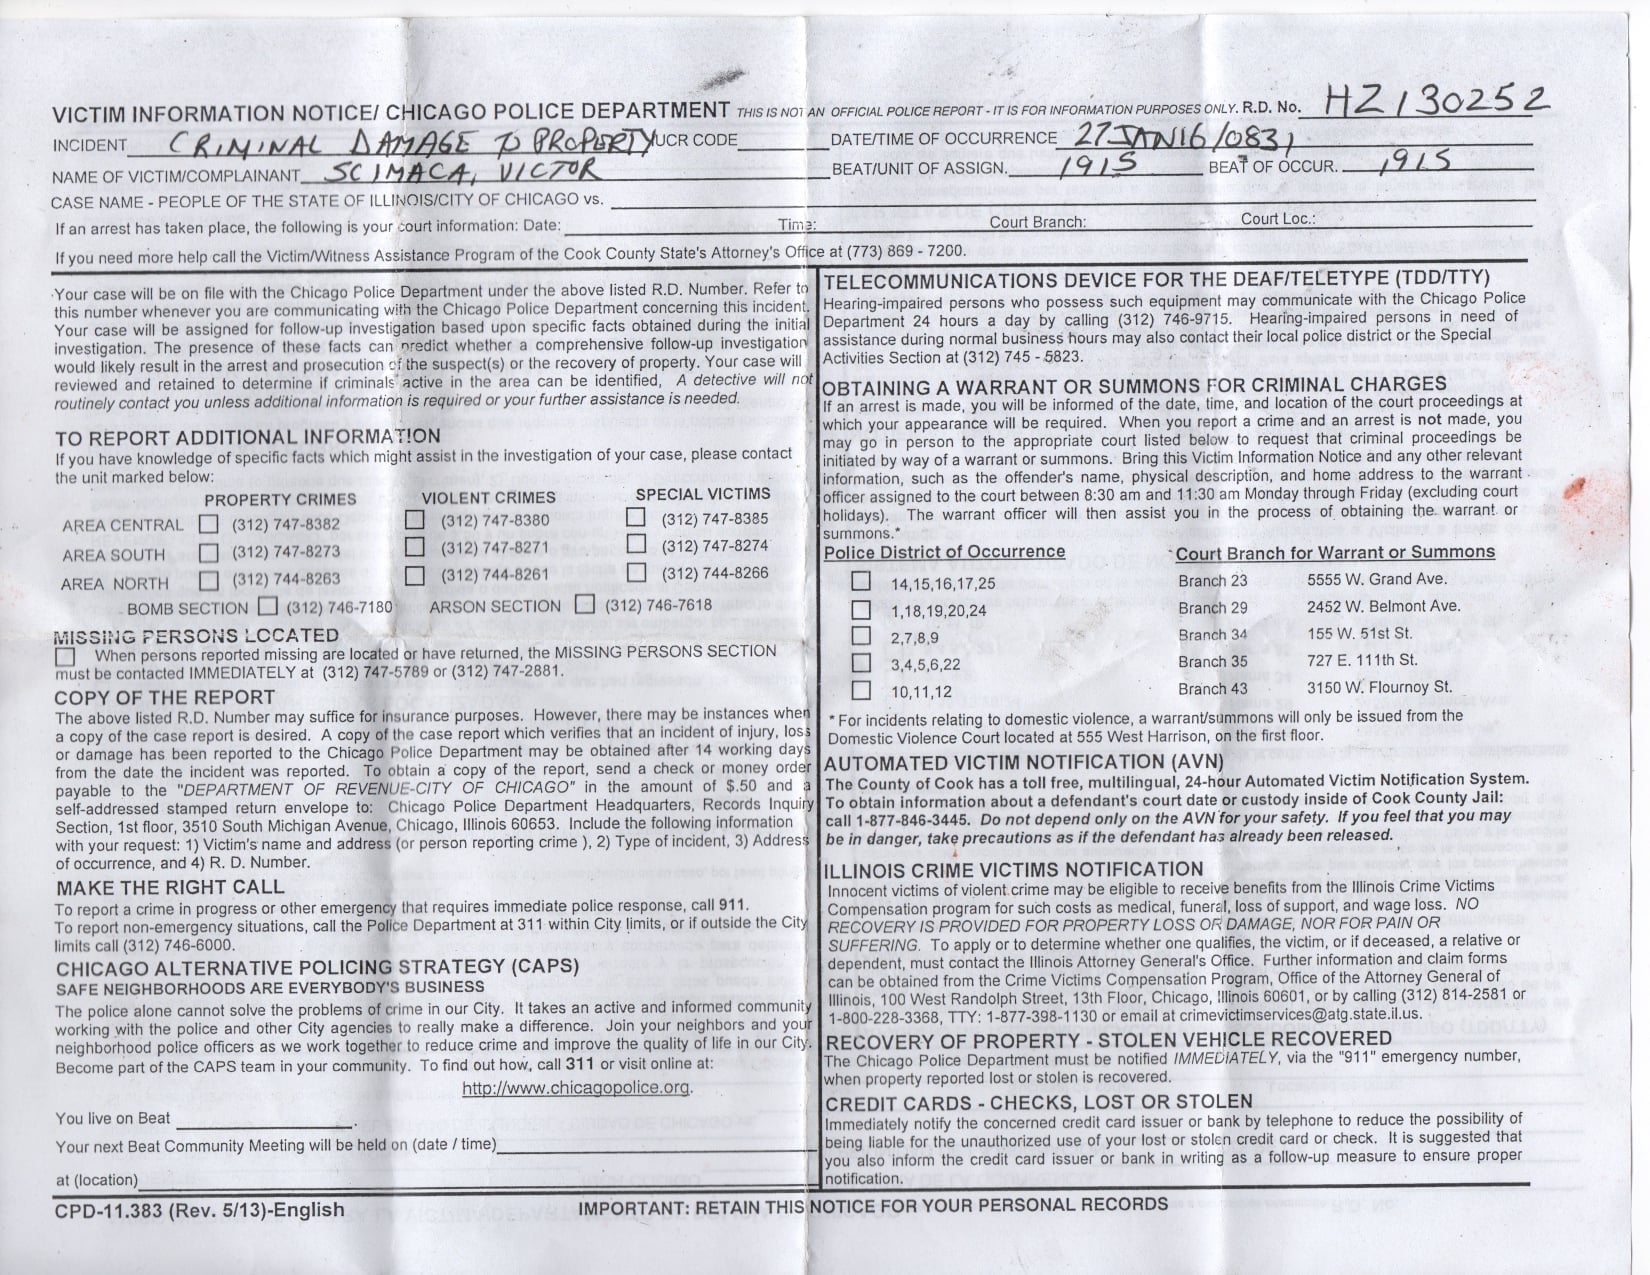 VICTIM INFORMATION NOTICE/ CHICAGO POLICE DEPARTMENT THIS IS NOT AN OFFICIAL POLICE REPORT - IT IS FOR INFORMATION PURPOSES ONLY. R.D. No. HZ130252
INCIDENT CRIMINAL DAMAGE TO PROPERTY UCR CODE DATE/TIME OF OCCURRENCE 27JAN16/0831
NAME OF VICTIM/COMPLAINANT SCIMACA, VICTOR BEAT/UNIT OF ASSIGN. 1915 BEAT OF OCCUR. 1915
CASE NAME - PEOPLE OF THE STATE OF ILLINOIS/CITY OF CHICAGO vs.
If an arrest has taken place, the following is your court information: Date: Time: Court Branch: Court Loc.:
If you need more help call the Victim/Witness Assistance Program of the Cook County State's Attorney's Office at (773) 869 - 7200.
Your case will be on file with the Chicago Police Department under the above listed R.D. Number. Refer to
this number whenever you are communicating with the Chicago Police Department concerning this incident.
Your case will be assigned for follow-up investigation based upon specific facts obtained during the initial
investigation. The presence of these facts can predict whether a comprehensive follow-up investigation
would likely result in the arrest and prosecution of the suspect(s) or the recovery of property. Your case will
reviewed and retained to determine if criminals active in the area can be identified, A detective will not
routinely contact you unless additional information is required or your further assistance is needed.
TO REPORT ADDITIONAL INFORMATION
If you have knowledge of specific facts which might assist in the investigation of your case, please contact
the unit marked below:
PROPERTY CRIMES VIOLENT CRIMES SPECIAL VICTIMS
AREA CENTRAL (312) 747-8382 (312) 747-8380 (312) 747-8385
AREA SOUTH (312) 747-8273 (312) 747-8271 (312) 747-8274
AREA NORTH (312) 744-8263 (312) 744-8261 (312) 744-8266
BOMB SECTION (312) 746-7180 ARSON SECTION (312) 746-7618
MISSING PERSONS LOCATED
When persons reported missing are located or have returned, the MISSING PERSONS SECTION
must be contacted IMMEDIATELY at (312) 747-5789 or (312) 747-2881.
COPY OF THE REPORT
The above listed R.D. Number may suffice for insurance purposes. However, there may be instances when
a copy of the case report is desired. A copy of the case report which verifies that an incident of injury, loss
or damage has been reported to the Chicago Police Department may be obtained after 14 working days
from the date the incident was reported. To obtain a copy of the report, send a check or money order
payable to the "DEPARTMENT OF REVENUE-CITY OF CHICAGO" in the amount of $.50 and a
self-addressed stamped return envelope to: Chicago Police Department Headquarters, Records Inquiry
Section, 1st floor, 3510 South Michigan Avenue, Chicago, Illinois 60653. Include the following information
with your request: 1) Victim's name and address (or person reporting crime ), 2) Type of incident, 3) Address
of occurrence, and 4) R. D. Number.
MAKE THE RIGHT CALL
To report a crime in progress or other emergency that requires immediate police response, call 911.
To report non-emergency situations, call the Police Department at 311 within City limits, or if outside the City
limits call (312) 746-6000.
CHICAGO ALTERNATIVE POLICING STRATEGY (CAPS)
SAFE NEIGHBORHOODS ARE EVERYBODY'S BUSINESS
The police alone cannot solve the problems of crime in our City. It takes an active and informed community
working with the police and other City agencies to really make a difference. Join your neighbors and your
neighborhood police officers as we work together to reduce crime and improve the quality of life in our City.
Become part of the CAPS team in your community. To find out how, call 311 or visit online at:
http://www.chicagopolice.org.
You live on Beat .
Your next Beat Community Meeting will be held on (date / time)
at (location)
TELECOMMUNICATIONS DEVICE FOR THE DEAF/TELETYPE (TDD/TTY)
Hearing-impaired persons who possess such equipment may communicate with the Chicago Police
Department 24 hours a day by calling (312) 746-9715. Hearing-impaired persons in need of
assistance during normal business hours may also contact their local police district or the Special
Activities Section at (312) 745 - 5823.
OBTAINING A WARRANT OR SUMMONS FOR CRIMINAL CHARGES
If an arrest is made, you will be informed of the date, time, and location of the court proceedings at
which your appearance will be required. When you report a crime and an arrest is not made, you
may go in person to the appropriate court listed below to request that criminal proceedings be
initiated by way of a warrant or summons. Bring this Victim Information Notice and any other relevant
information, such as the offender's name, physical description, and home address to the warrant
officer assigned to the court between 8:30 am and 11:30 am Monday through Friday (excluding court
holidays). The warrant officer will then assist you in the process of obtaining the warrant or
summons.*
Police District of Occurrence Court Branch for Warrant or Summons
14,15,16,17,25 Branch 23 5555 W. Grand Ave.
1,18,19,20,24 Branch 29 2452 W. Belmont Ave.
2,7,8,9 Branch 34 155 W. 51st St.
3,4,5,6,22 Branch 35 727 E. 111th St.
10,11,12 Branch 43 3150 W. Flournoy St.
* For incidents relating to domestic violence, a warrant/summons will only be issued from the
Domestic Violence Court located at 555 West Harrison, on the first floor.
AUTOMATED VICTIM NOTIFICATION (AVN)
The County of Cook has a toll free, multilingual, 24-hour Automated Victim Notification System.
To obtain information about a defendant's court date or custody inside of Cook County Jail:
call 1-877-846-3445. Do not depend only on the AVN for your safety. If you feel that you may
be in danger, take precautions as if the defendant has already been released.
ILLINOIS CRIME VICTIMS NOTIFICATION
Innocent victims of violent crime may be eligible to receive benefits from the Illinois Crime Victims
Compensation program for such costs as medical, funeral, loss of support, and wage loss. NO
RECOVERY IS PROVIDED FOR PROPERTY LOSS OR DAMAGE, NOR FOR PAIN OR
SUFFERING. To apply or to determine whether one qualifies, the victim, or if deceased, a relative or
dependent, must contact the Illinois Attorney General's Office. Further information and claim forms
can be obtained from the Crime Victims Compensation Program, Office of the Attorney General of
Illinois, 100 West Randolph Street, 13th Floor, Chicago, Illinois 60601, or by calling (312) 814-2581 or
1-800-228-3368, TTY: 1-877-398-1130 or email at crimevictimservices@atg.state.il.us.
RECOVERY OF PROPERTY - STOLEN VEHICLE RECOVERED
The Chicago Police Department must be notified IMMEDIATELY, via the "911" emergency number,
when property reported lost or stolen is recovered.
CREDIT CARDS - CHECKS, LOST OR STOLEN
Immediately notify the concerned credit card issuer or bank by telephone to reduce the possibility of
being liable for the unauthorized use of your lost or stolen credit card or check. It is suggested that
you also inform the credit card issuer or bank in writing as a follow-up measure to ensure proper
notification.
CPD-11.383 (Rev. 5/13)-English IMPORTANT: RETAIN THIS NOTICE FOR YOUR PERSONAL RECORDS